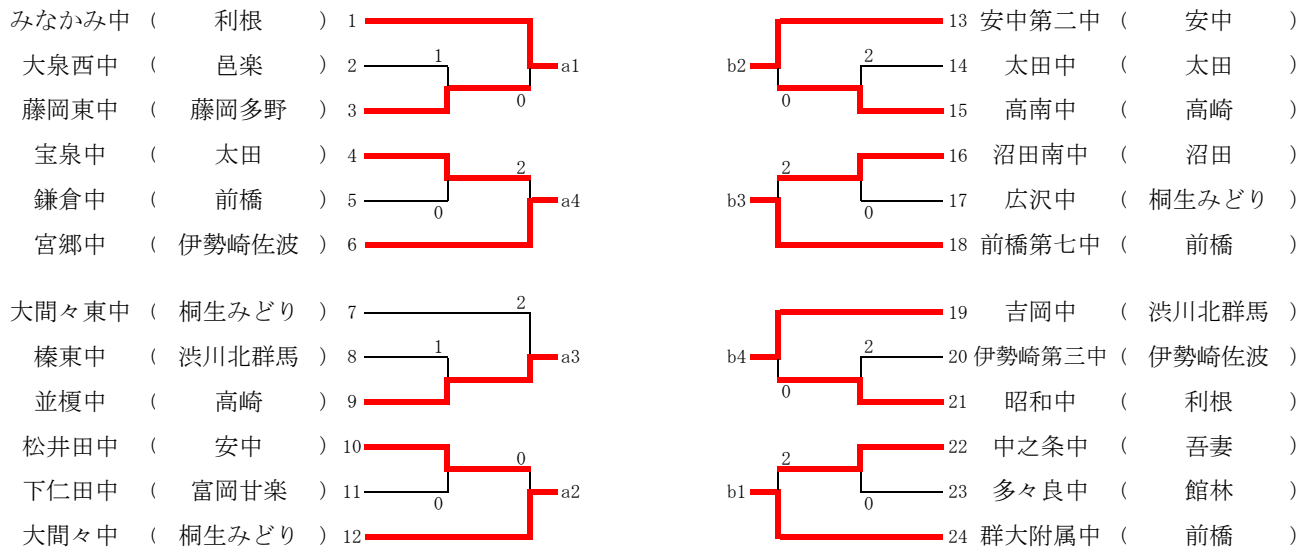 みなかみ中 ( 利根 ) 1
大泉西中 ( 邑楽 ) 2 1
a1
藤岡東中 ( 藤岡多野 ) 3 0
宝泉中 ( 太田 ) 4 2
鎌倉中 ( 前橋 ) 5 0 a4
宮郷中 ( 伊勢崎佐波 ) 6
大間々東中 ( 桐生みどり ) 7 2
榛東中 ( 渋川北群馬 ) 8 1 a3
並榎中 ( 高崎 ) 9
松井田中 ( 安中 ) 10 0
下仁田中 ( 富岡甘楽 ) 11 0 a2
大間々中 ( 桐生みどり ) 12
13 安中第二中 ( 安中 )
b2 2 14 太田中 ( 太田 )
0 15 高南中 ( 高崎 )
2 16 沼田南中 ( 沼田 )
b3 0 17 広沢中 ( 桐生みどり )
18 前橋第七中 ( 前橋 )
19 吉岡中 ( 渋川北群馬 )
b4 2 20 伊勢崎第三中 ( 伊勢崎佐波 )
0 21 昭和中 ( 利根 )
2 22 中之条中 ( 吾妻 )
b1 0 23 多々良中 ( 館林 )
24 群大附属中 ( 前橋 )